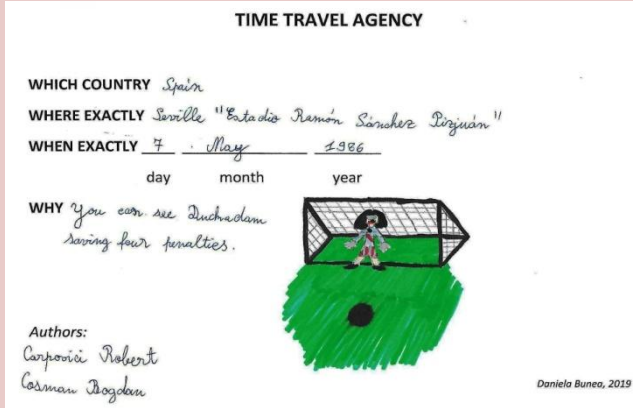 TIME TRAVEL AGENCY
WHICH COUNTRY Spain
WHERE EXACTLY Seville "Estadio Ramón Sánchez Pizjuán"
WHEN EXACTLY 7 May 1986
day month year
WHY You can see Duckadam
saving four penalties.
Authors:
Carpovici Robert
Cosman Bogdan
Daniela Bunea, 2019